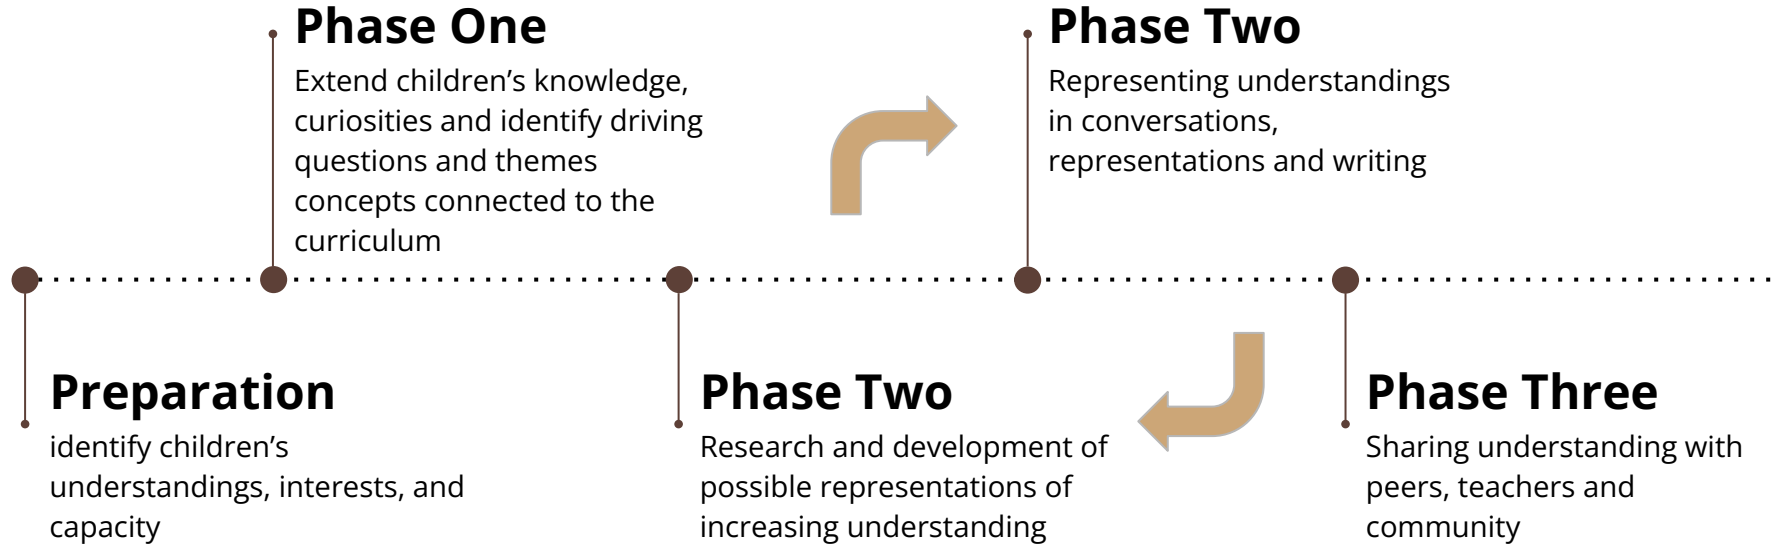 Phase One
Extend children’s knowledge,
curiosities and identify driving
questions and themes
concepts connected to the
curriculum
Phase Two
Representing understandings
in conversations,
representations and writing
Preparation
identify children’s
understandings, interests, and
capacity
Phase Two
Research and development of
possible representations of
increasing understanding
Phase Three
Sharing understanding with
peers, teachers and
community